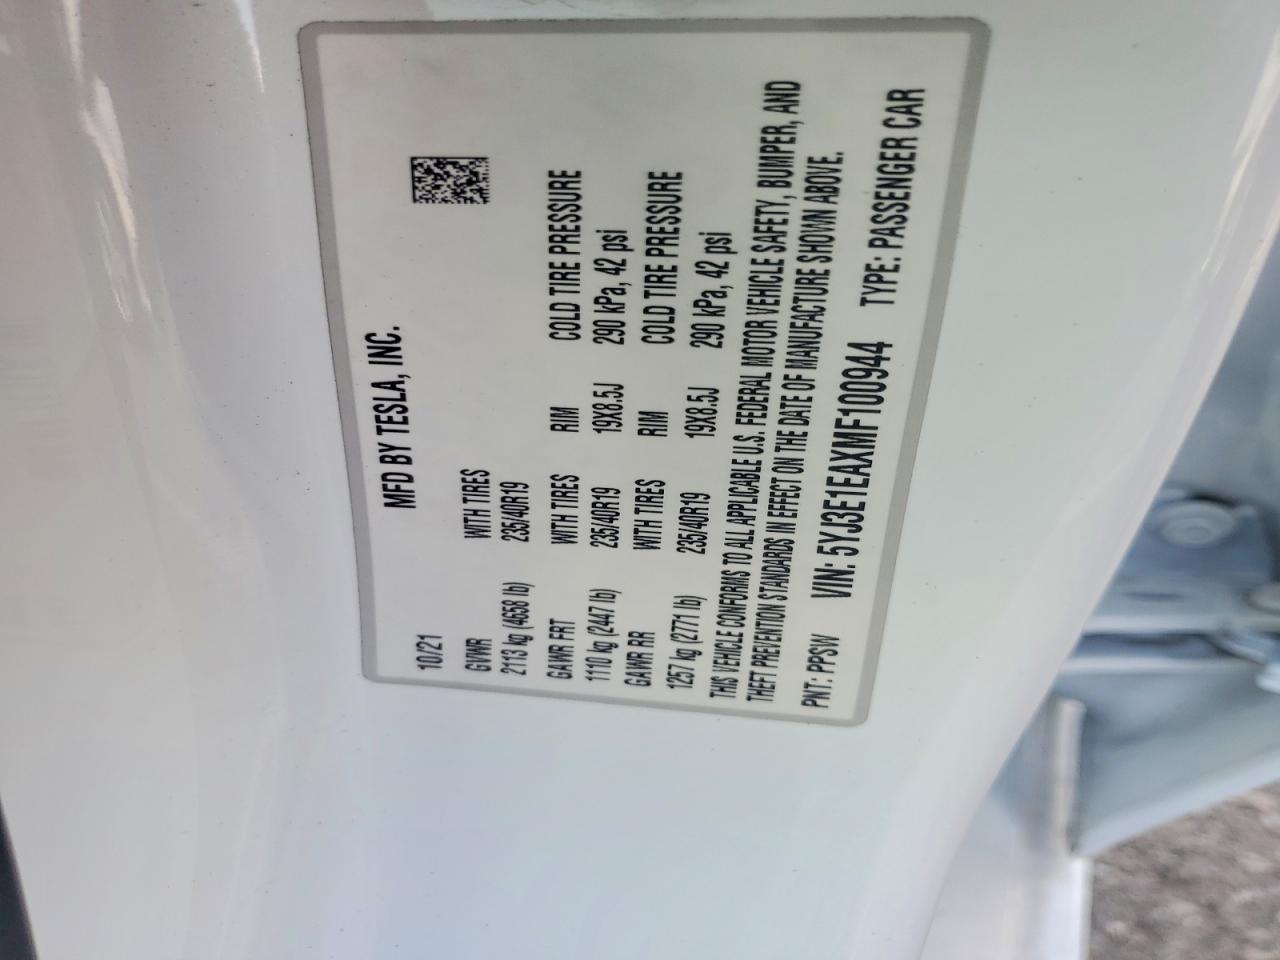 MFD BY TESLA, INC.
10/21
GVWR WITH TIRES
2113 kg (4658 lb) 235/40R19
GAWR FRT WITH TIRES RIM COLD TIRE PRESSURE
1110 kg (2447 lb) 235/40R19 19X8.5J 290 kPa, 42 psi
GAWR RR WITH TIRES RIM COLD TIRE PRESSURE
1257 kg (2771 lb) 235/40R19 19X8.5J 290 kPa, 42 psi
THIS VEHICLE CONFORMS TO ALL APPLICABLE U.S. FEDERAL MOTOR VEHICLE SAFETY, BUMPER, AND
THEFT PREVENTION STANDARDS IN EFFECT ON THE DATE OF MANUFACTURE SHOWN ABOVE.
PNT: PPSW VIN: 5YJ3E1EAXMF100944 TYPE: PASSENGER CAR